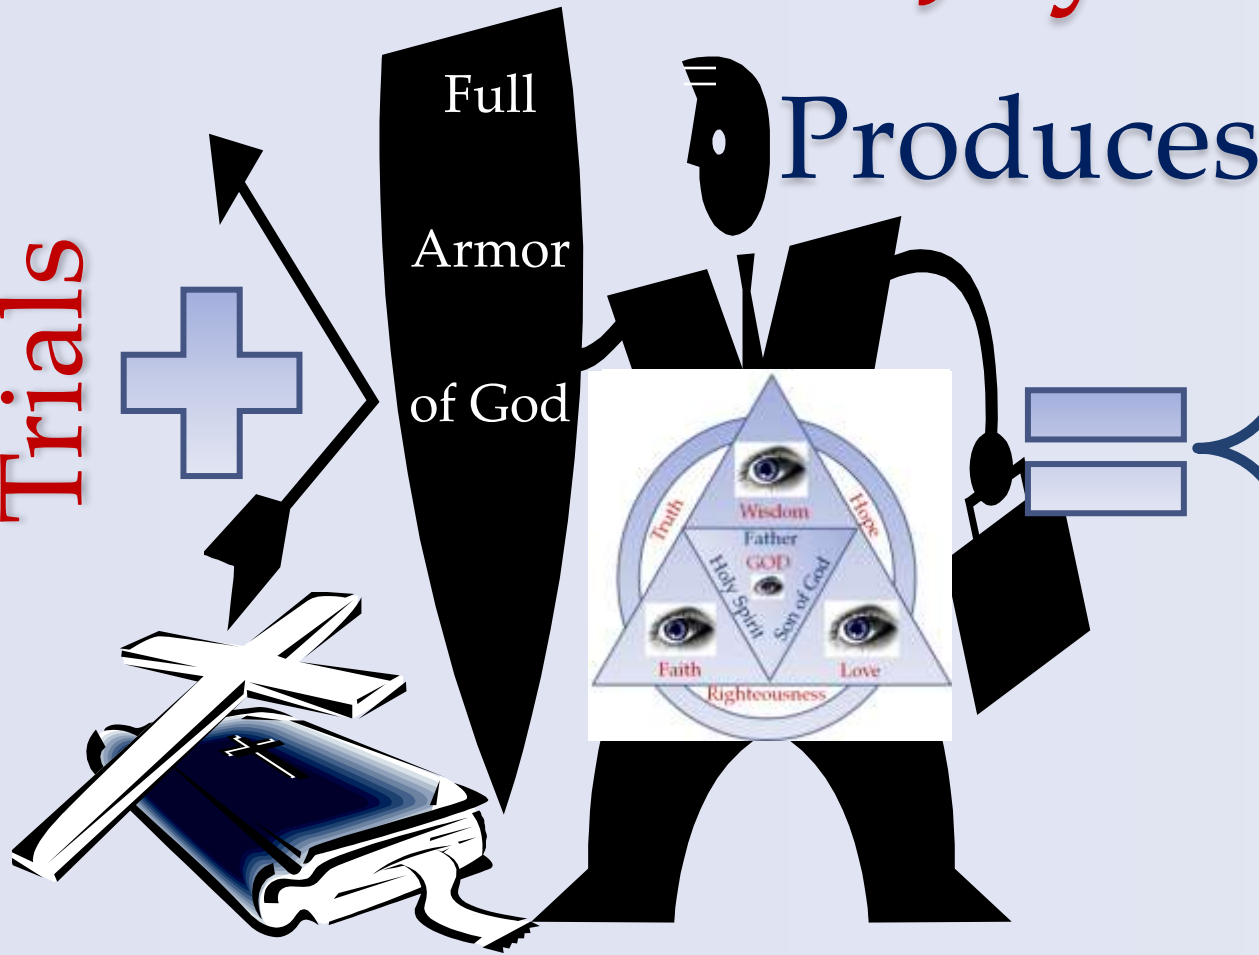 Produces
Trials
Full
Armor
of God
Wisdom
Truth
Hope
Father
GOD
Holy Spirit
Son of God
Faith
Love
Righteousness